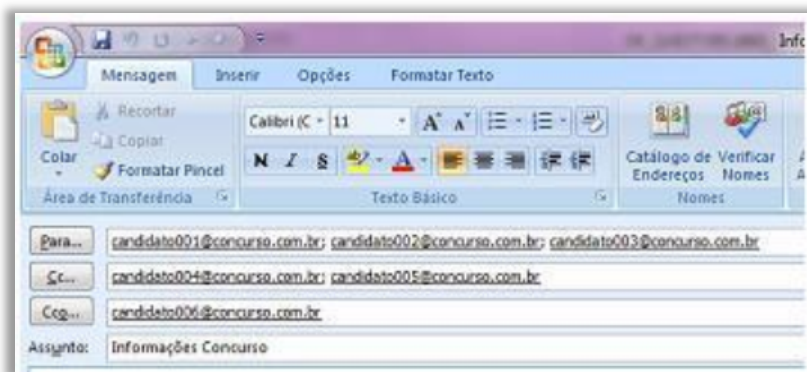 Info
Mensagem Inserir Opções Formatar Texto
Recortar
Copiar
Colar
Formatar Pincel
Área de Transferência
Calibri (C 11 A A
N I S A
Texto Básico
Catálogo de Endereços
Verificar Nomes
Nomes
Para... candidato001@concurso.com.br; candidato002@concurso.com.br; candidato003@concurso.com.br
Cc... candidato004@concurso.com.br; candidato005@concurso.com.br
Cco... candidato006@concurso.com.br
Assunto: Informações Concurso